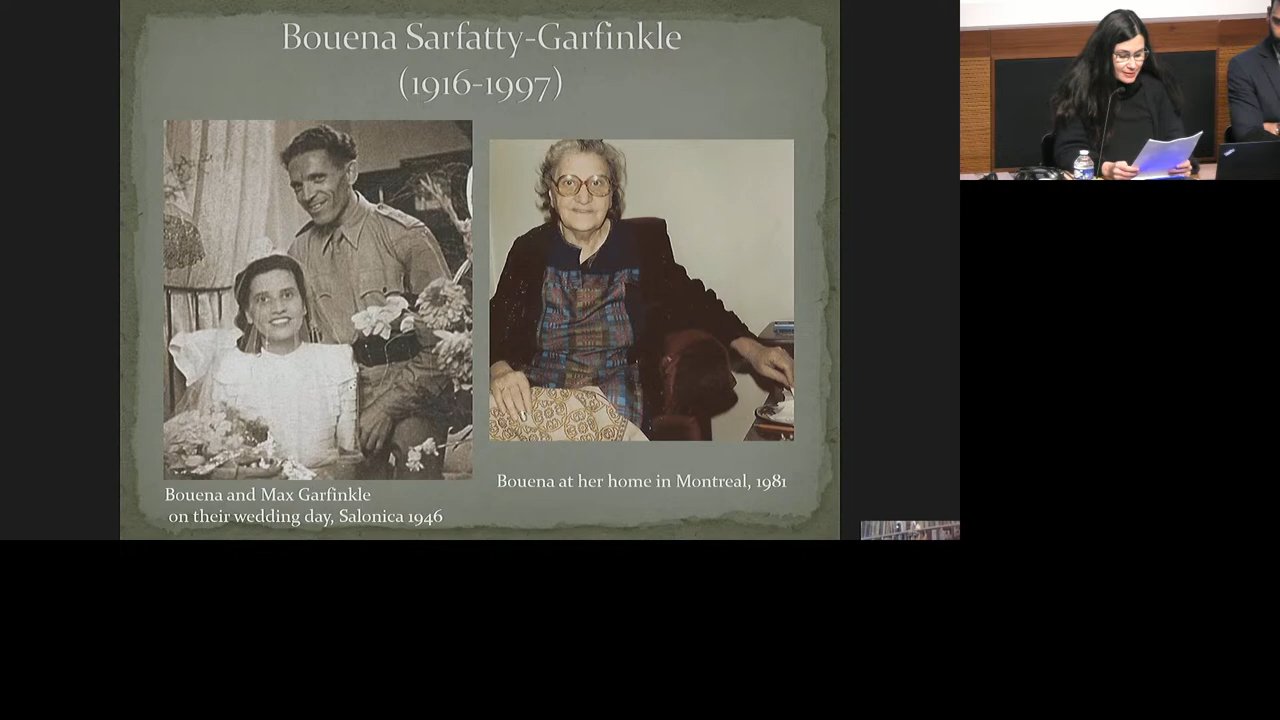 Bouena Sarfatty-Garfinkle
(1916-1997)
Bouena and Max Garfinkle
on their wedding day, Salonica 1946
Bouena at her home in Montreal, 1981